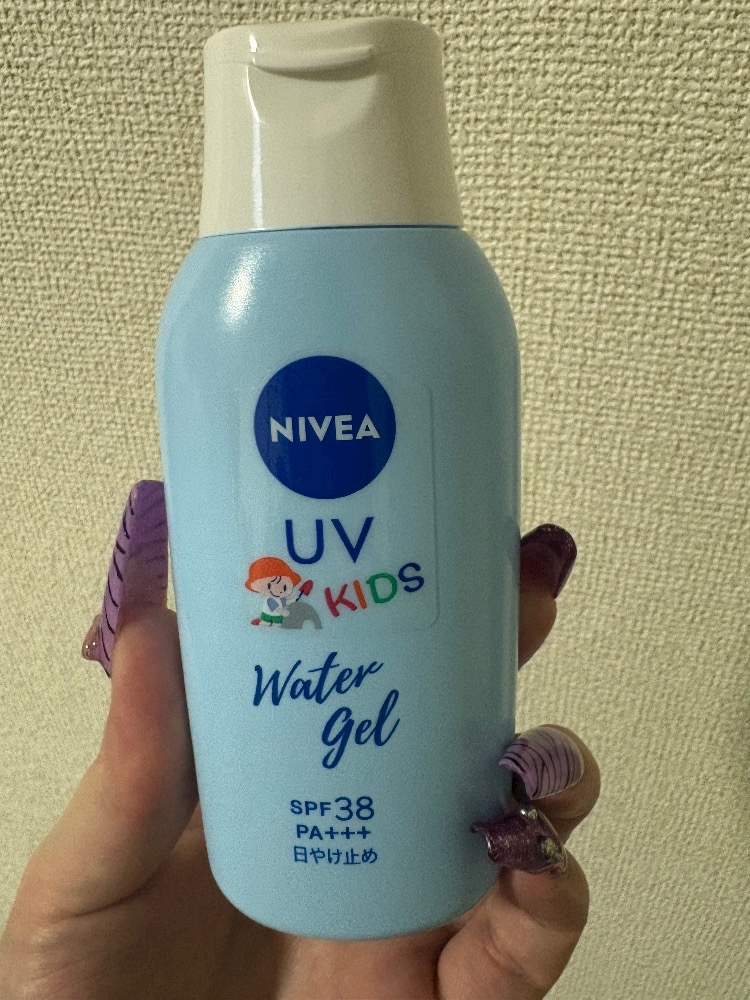 NIVEA
UV
KIDS
Water
Gel
SPF38
PA+++
日やけ止め